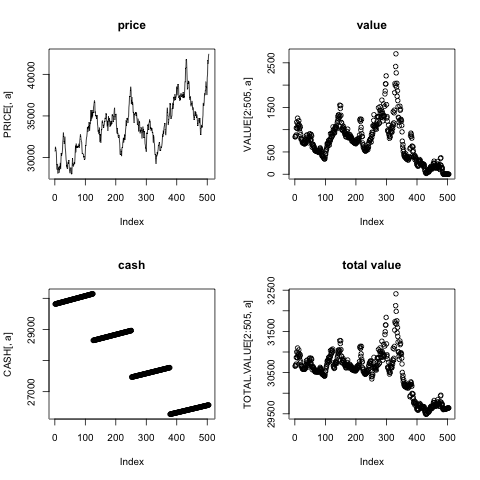 price
PRICE[, a]
30000 35000 40000
0 100 200 300 400 500
Index
value
VALUE[2:505, a]
0 500 1500 2500
0 100 200 300 400 500
Index
cash
CASH[, a]
27000 29000
0 100 200 300 400 500
Index
total value
TOTAL.VALUE[2:505, a]
29500 30500 31500 32500
0 100 200 300 400 500
Index